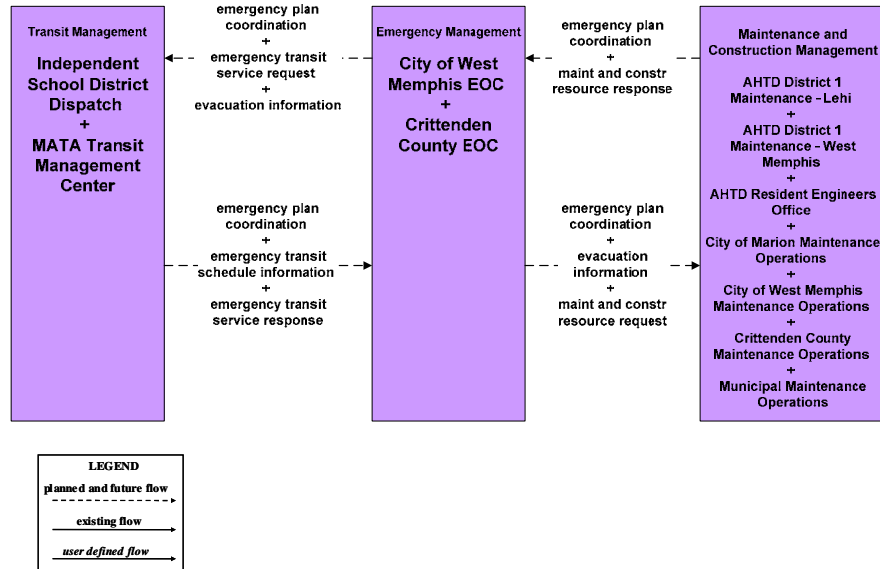 Transit Management
Independent
School District
Dispatch
+
MATA Transit
Management
Center
emergency plan
coordination
+
emergency transit
service request
+
evacuation information
emergency plan
coordination
+
emergency transit
schedule information
+
emergency transit
service response
Emergency Management
City of West
Memphis EOC
+
Crittenden
County EOC
emergency plan
coordination
+
maint and constr
resource response
emergency plan
coordination
+
evacuation
information
+
maint and constr
resource request
Maintenance and
Construction Management
AHTD District 1
Maintenance - Lehi
+
AHTD District 1
Maintenance - West
Memphis
+
AHTD Resident Engineers
Office
+
City of Marion Maintenance
Operations
+
City of West Memphis
Maintenance Operations
+
Crittenden County
Maintenance Operations
+
Municipal Maintenance
Operations
LEGEND
planned and future flow
existing flow
user defined flow